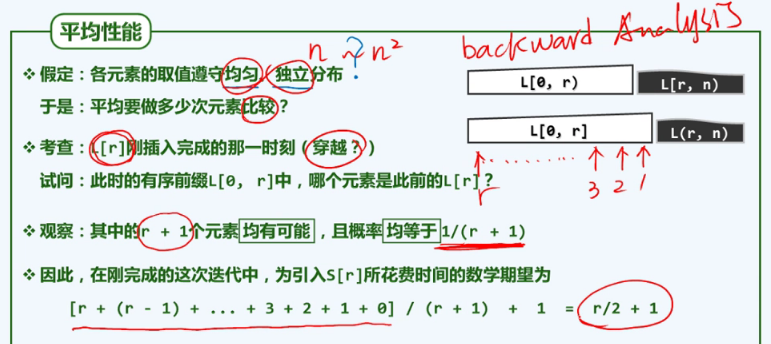 平均性能
n ~ n²
?
backward Analysis
❖ 假定：各元素的取值遵守均匀、独立分布
于是：平均要做多少次元素比较？
L[0, r)
L[r, n)
❖ 考查：L[r]刚插入完成的那一时刻（穿越？）
试问：此时的有序前缀L[0, r]中，哪个元素是此前的L[r]？
L[0, r]
L(r, n)
r 3 2 1
❖ 观察：其中的r + 1个元素均有可能，且概率均等于1/(r + 1)
❖ 因此，在刚完成的这次迭代中，为引入S[r]所花费时间的数学期望为
[r + (r - 1) + ... + 3 + 2 + 1 + 0] / (r + 1) + 1 = r/2 + 1